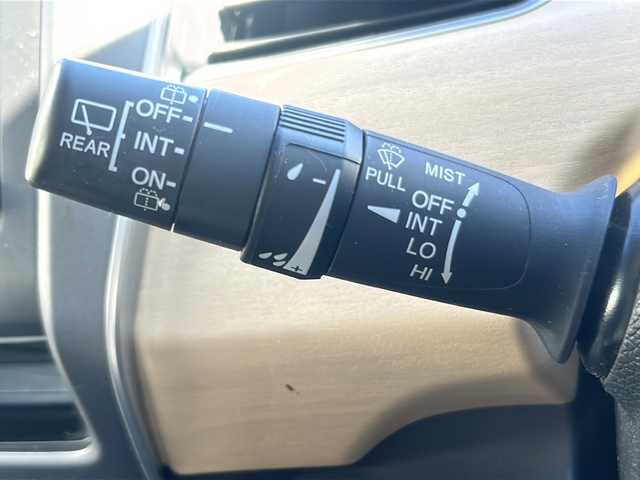 REAR
OFF
INT
ON
PULL
MIST
OFF
INT
LO
HI